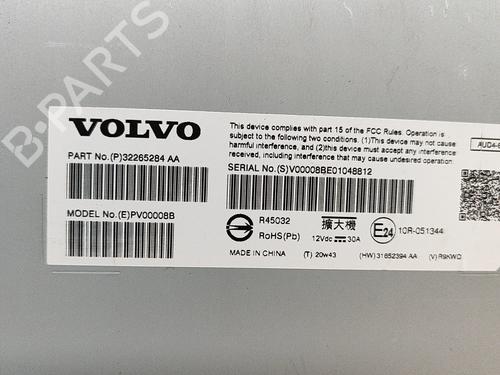 B-PARTS
VOLVO
This device complies with part 15 of the FCC Rules. Operation is
subject to the following two conditions. (1)This device may not cause
harmful interference, and (2)this device must accept any interference
received, including interference that may cause undesired operation.
AUD4-E
PART No.(P)32265284 AA
SERIAL No.(S)V00008BE01048812
MODEL No.(E)PV00008B
R45032
RoHS(Pb)
擴大機
12Vdc 30A
E24
10R-051344
MADE IN CHINA
(T) 20w43
(HW) 31652394 AA
(V) R9KWD